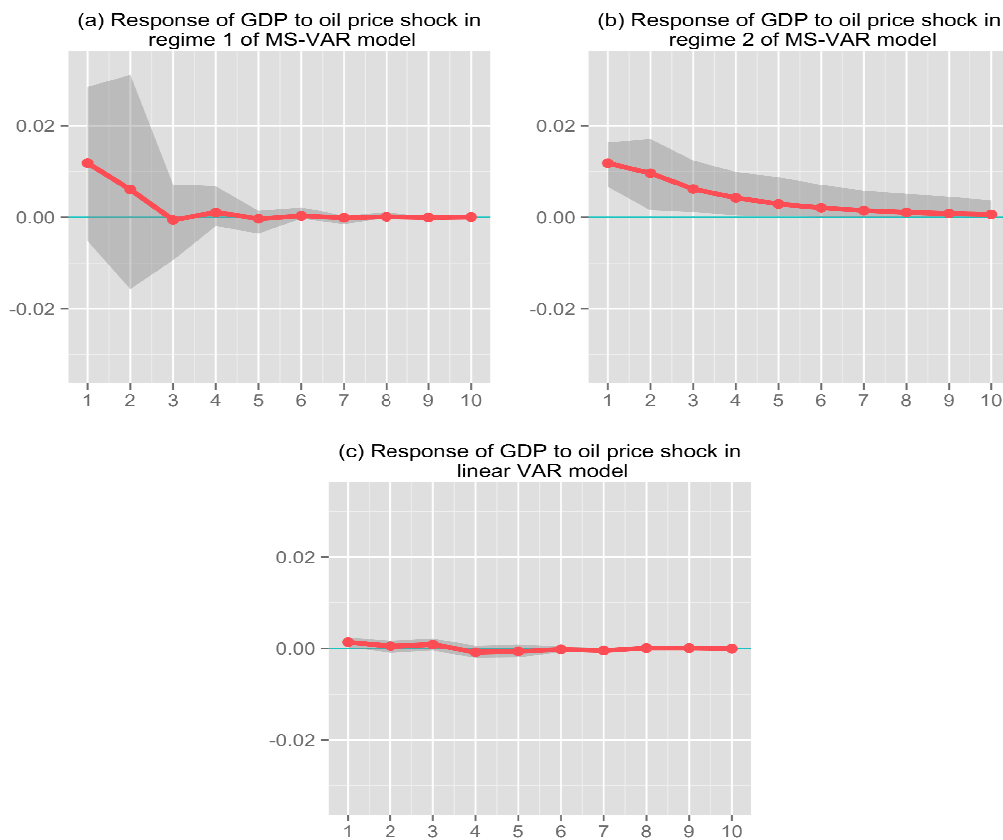 (a) Response of GDP to oil price shock in
regime 1 of MS-VAR model
0.02
0.00
-0.02
1 2 3 4 5 6 7 8 9 10
(b) Response of GDP to oil price shock in
regime 2 of MS-VAR model
0.02
0.00
-0.02
1 2 3 4 5 6 7 8 9 10
(c) Response of GDP to oil price shock in
linear VAR model
0.02
0.00
-0.02
1 2 3 4 5 6 7 8 9 10